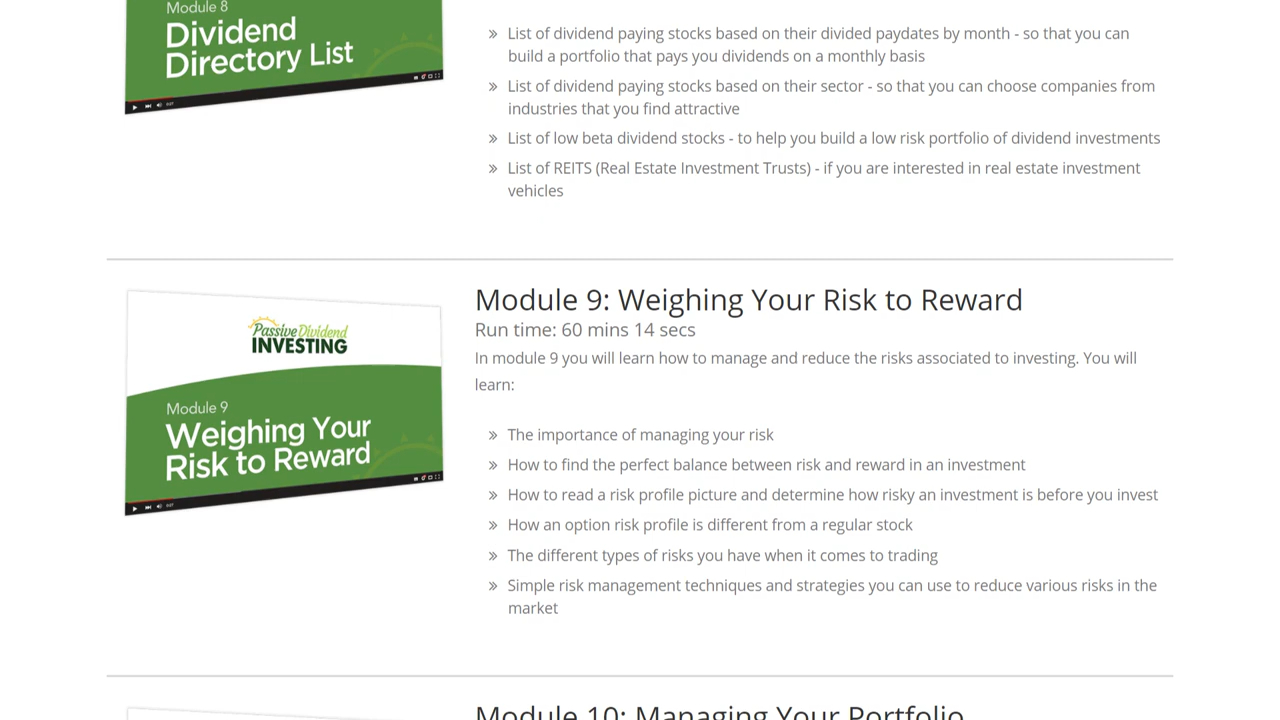 Module 8
Dividend
Directory List
» List of dividend paying stocks based on their divided paydates by month - so that you can
build a portfolio that pays you dividends on a monthly basis
» List of dividend paying stocks based on their sector - so that you can choose companies from
industries that you find attractive
» List of low beta dividend stocks - to help you build a low risk portfolio of dividend investments
» List of REITS (Real Estate Investment Trusts) - if you are interested in real estate investment
vehicles
Passive Dividend
INVESTING
Module 9
Weighing Your
Risk to Reward
Module 9: Weighing Your Risk to Reward
Run time: 60 mins 14 secs
In module 9 you will learn how to manage and reduce the risks associated to investing. You will
learn:
» The importance of managing your risk
» How to find the perfect balance between risk and reward in an investment
» How to read a risk profile picture and determine how risky an investment is before you invest
» How an option risk profile is different from a regular stock
» The different types of risks you have when it comes to trading
» Simple risk management techniques and strategies you can use to reduce various risks in the
market
Module 10: Managing Your Portfolio